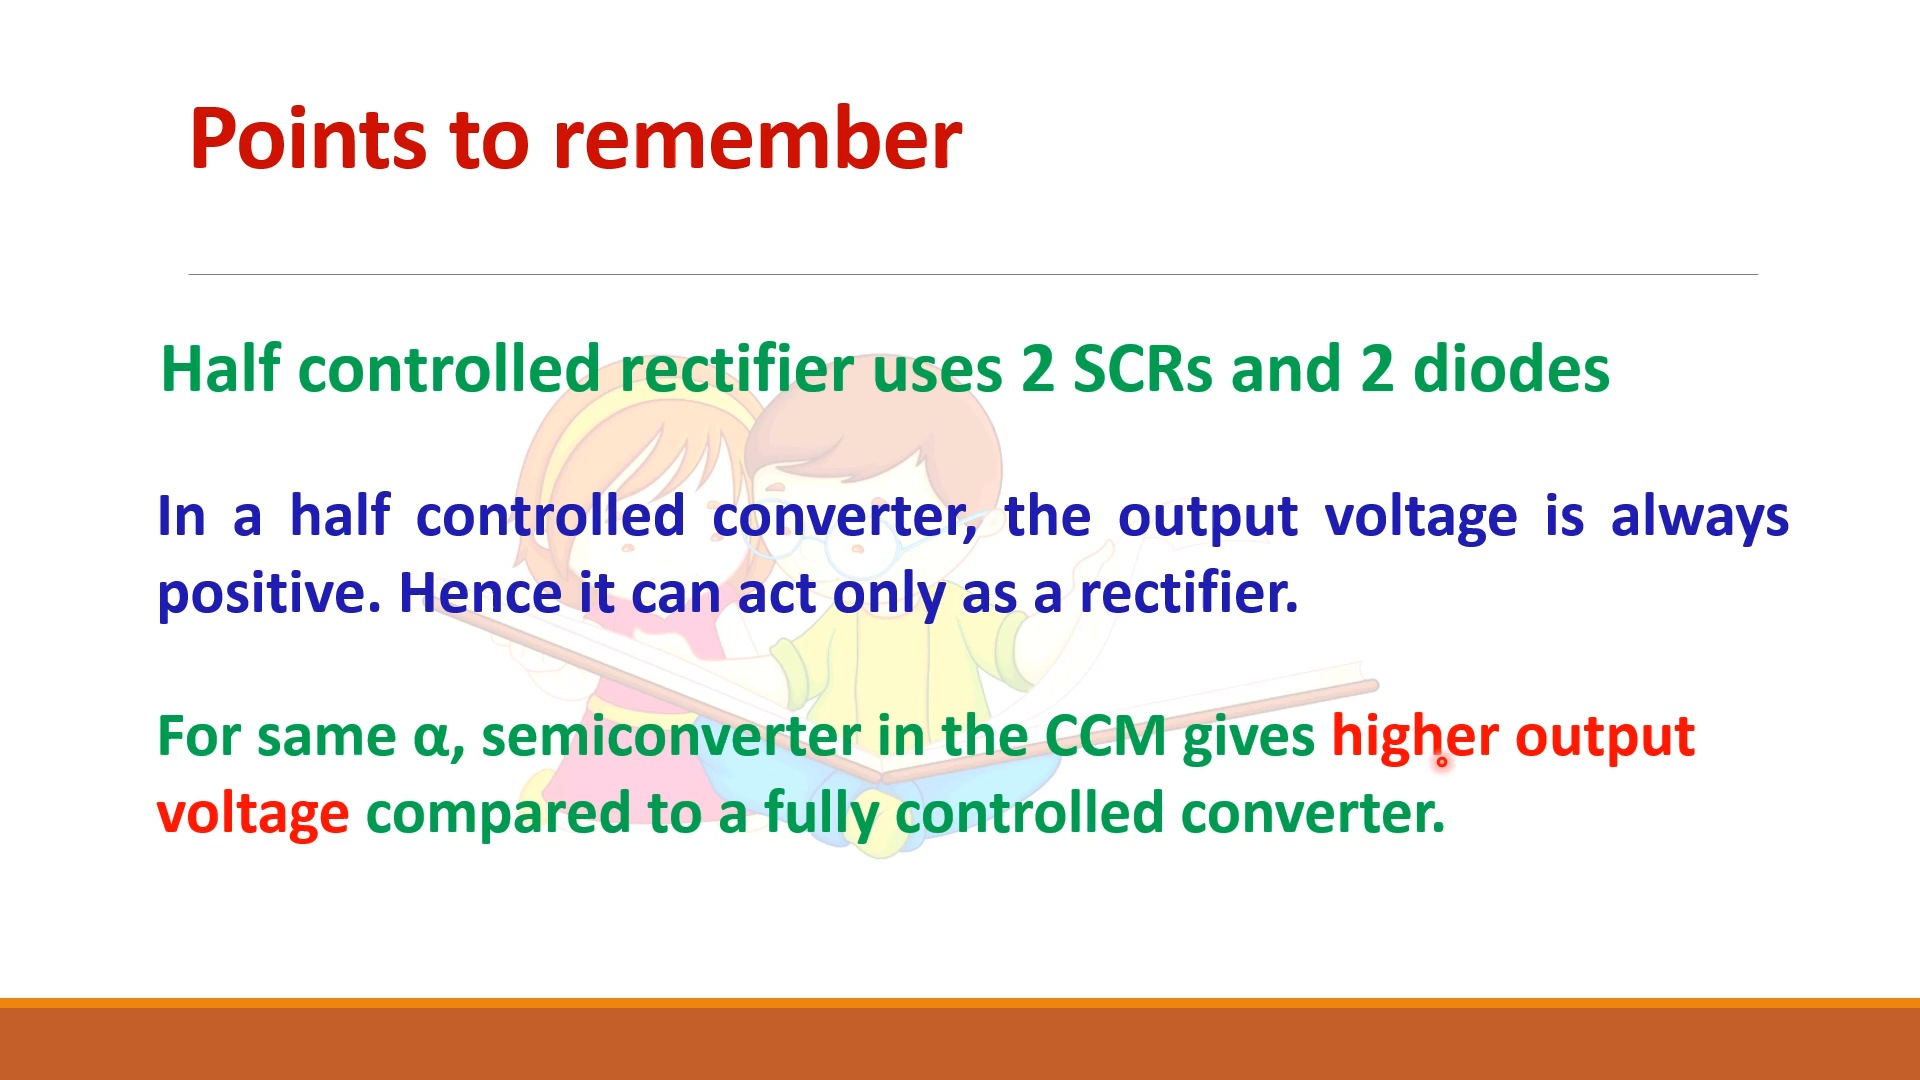 Points to remember
Half controlled rectifier uses 2 SCRs and 2 diodes
In a half controlled converter, the output voltage is always
positive. Hence it can act only as a rectifier.
For same α, semiconverter in the CCM gives higher output
voltage compared to a fully controlled converter.